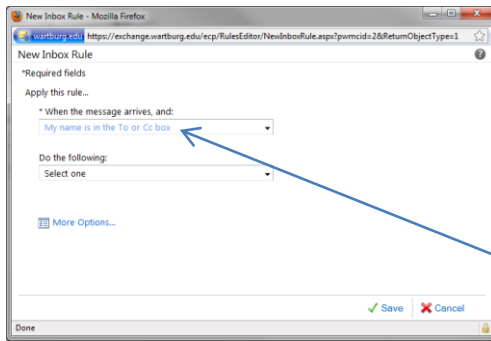 New Inbox Rule - Mozilla Firefox
wartburg.edu https://exchange.wartburg.edu/ecp/RulesEditor/NewInboxRule.aspx?pwmcid=2&ReturnObjectType=1
New Inbox Rule
*Required fields
Apply this rule...
* When the message arrives, and:
My name is in the To or Cc box
Do the following:
Select one
More Options...
Save Cancel
Done